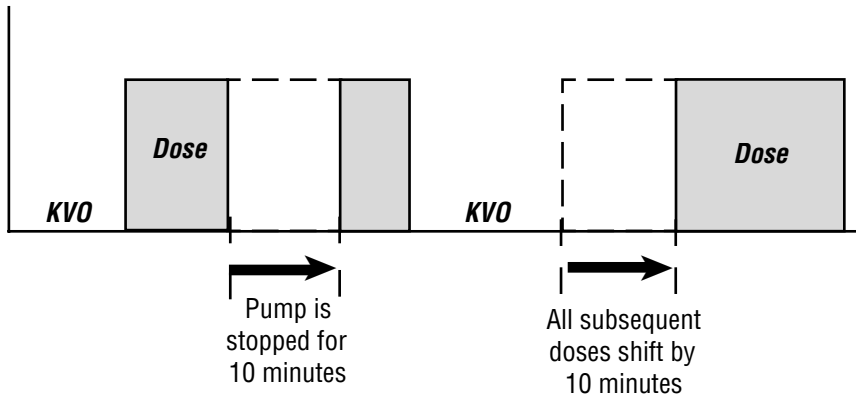 Dose
Dose
KVO
KVO
Pump is
stopped for
10 minutes
All subsequent
doses shift by
10 minutes